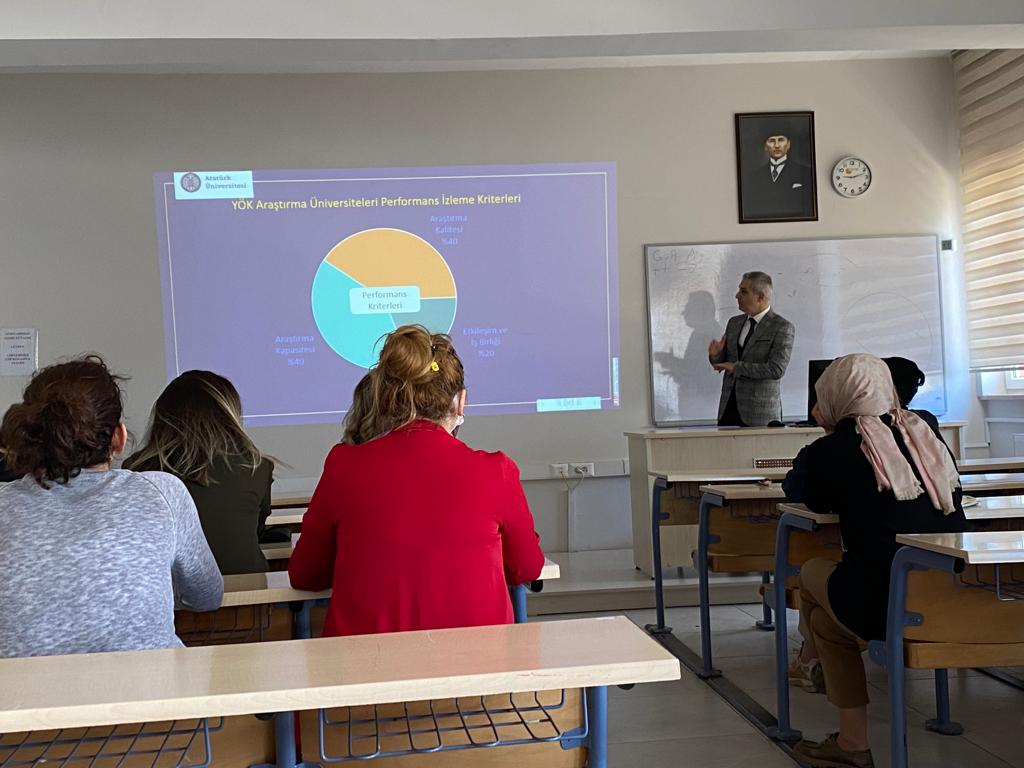 Atatürk
Üniversitesi
YÖK Araştırma Üniversiteleri Performans İzleme Kriterleri
Araştırma
Kalitesi
%40
Performans
Kriterleri
Araştırma
Kapasitesi
%40
Etkileşim ve
İş Birliği
%20